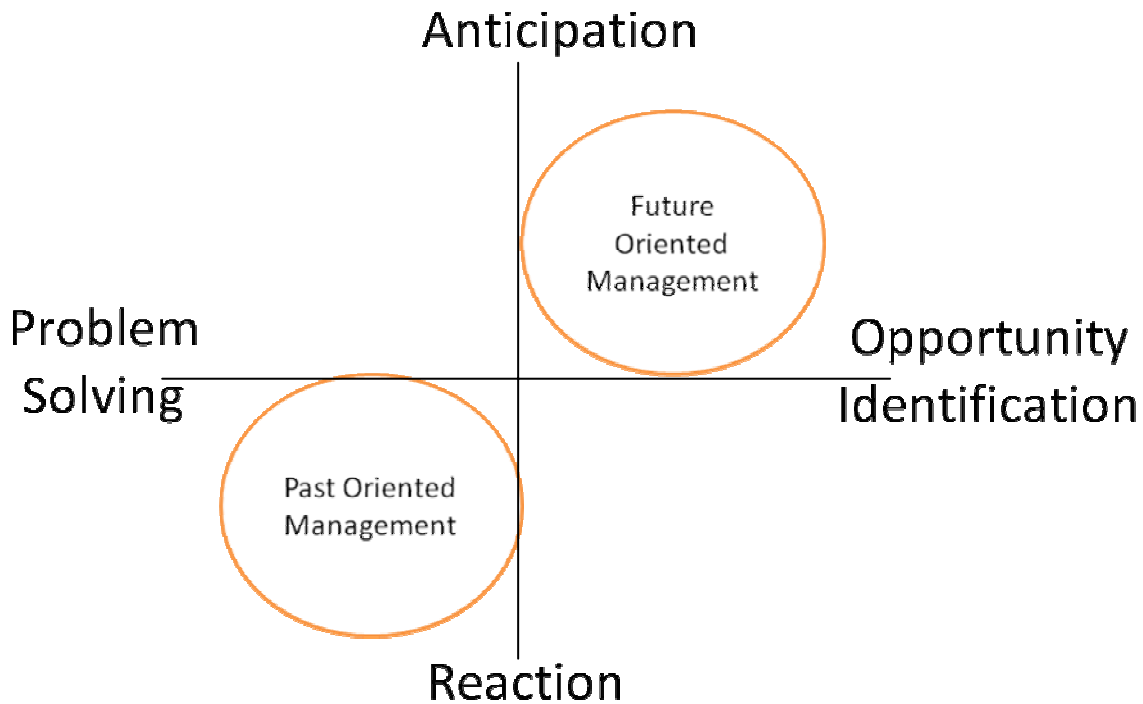 Anticipation
Future
Oriented
Management
Problem
Solving
Opportunity
Identification
Past Oriented
Management
Reaction